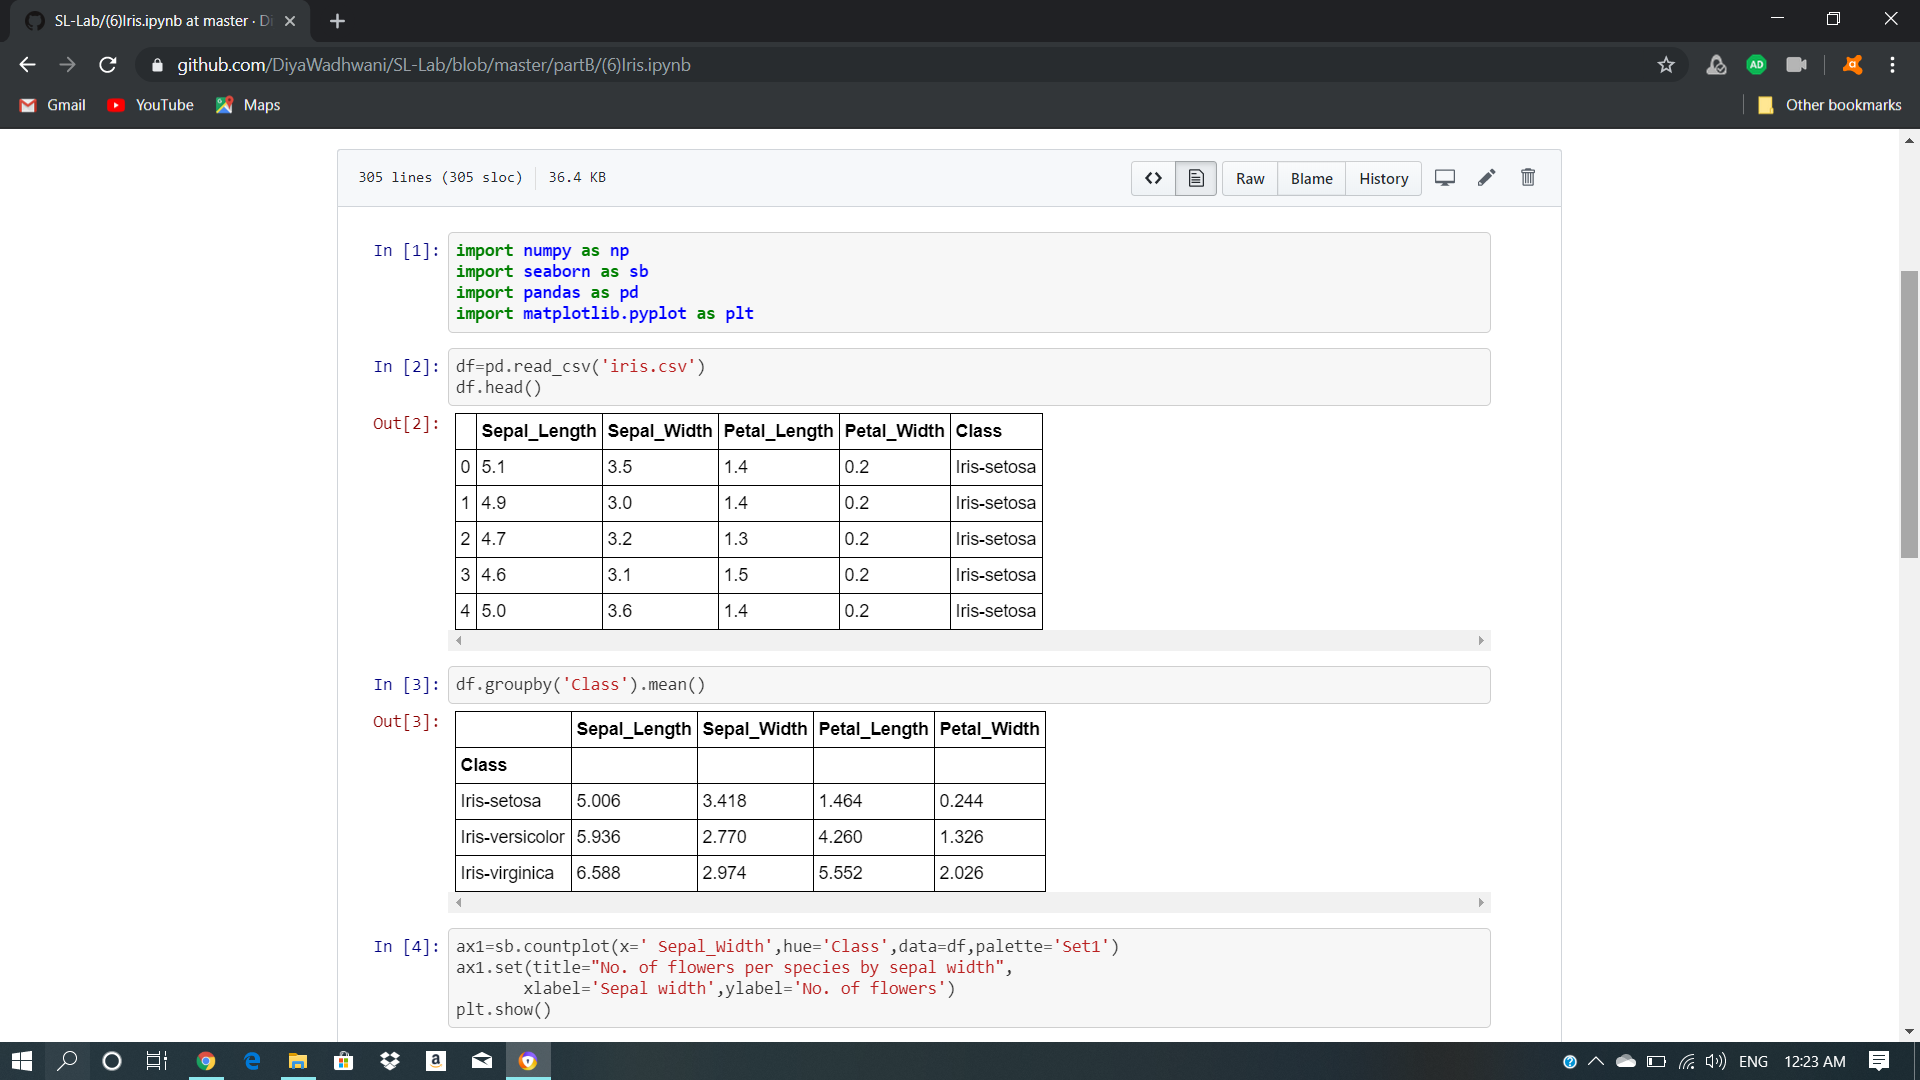 SL-Lab/(6)Iris.ipynb at master · Di
github.com/DiyaWadhwani/SL-Lab/blob/master/partB/(6)Iris.ipynb
AD
Gmail YouTube Maps Other bookmarks
305 lines (305 sloc) 36.4 KB Raw Blame History
In [1]: import numpy as np
import seaborn as sb
import pandas as pd
import matplotlib.pyplot as plt
In [2]: df=pd.read_csv('iris.csv')
df.head()
Out[2]:
Sepal_Length Sepal_Width Petal_Length Petal_Width Class
0 5.1 3.5 1.4 0.2 Iris-setosa
1 4.9 3.0 1.4 0.2 Iris-setosa
2 4.7 3.2 1.3 0.2 Iris-setosa
3 4.6 3.1 1.5 0.2 Iris-setosa
4 5.0 3.6 1.4 0.2 Iris-setosa
In [3]: df.groupby('Class').mean()
Out[3]:
Sepal_Length Sepal_Width Petal_Length Petal_Width
Class
Iris-setosa 5.006 3.418 1.464 0.244
Iris-versicolor 5.936 2.770 4.260 1.326
Iris-virginica 6.588 2.974 5.552 2.026
In [4]: ax1=sb.countplot(x=' Sepal_Width',hue='Class',data=df,palette='Set1')
ax1.set(title="No. of flowers per species by sepal width",
xlabel='Sepal width',ylabel='No. of flowers')
plt.show()
ENG 12:23 AM